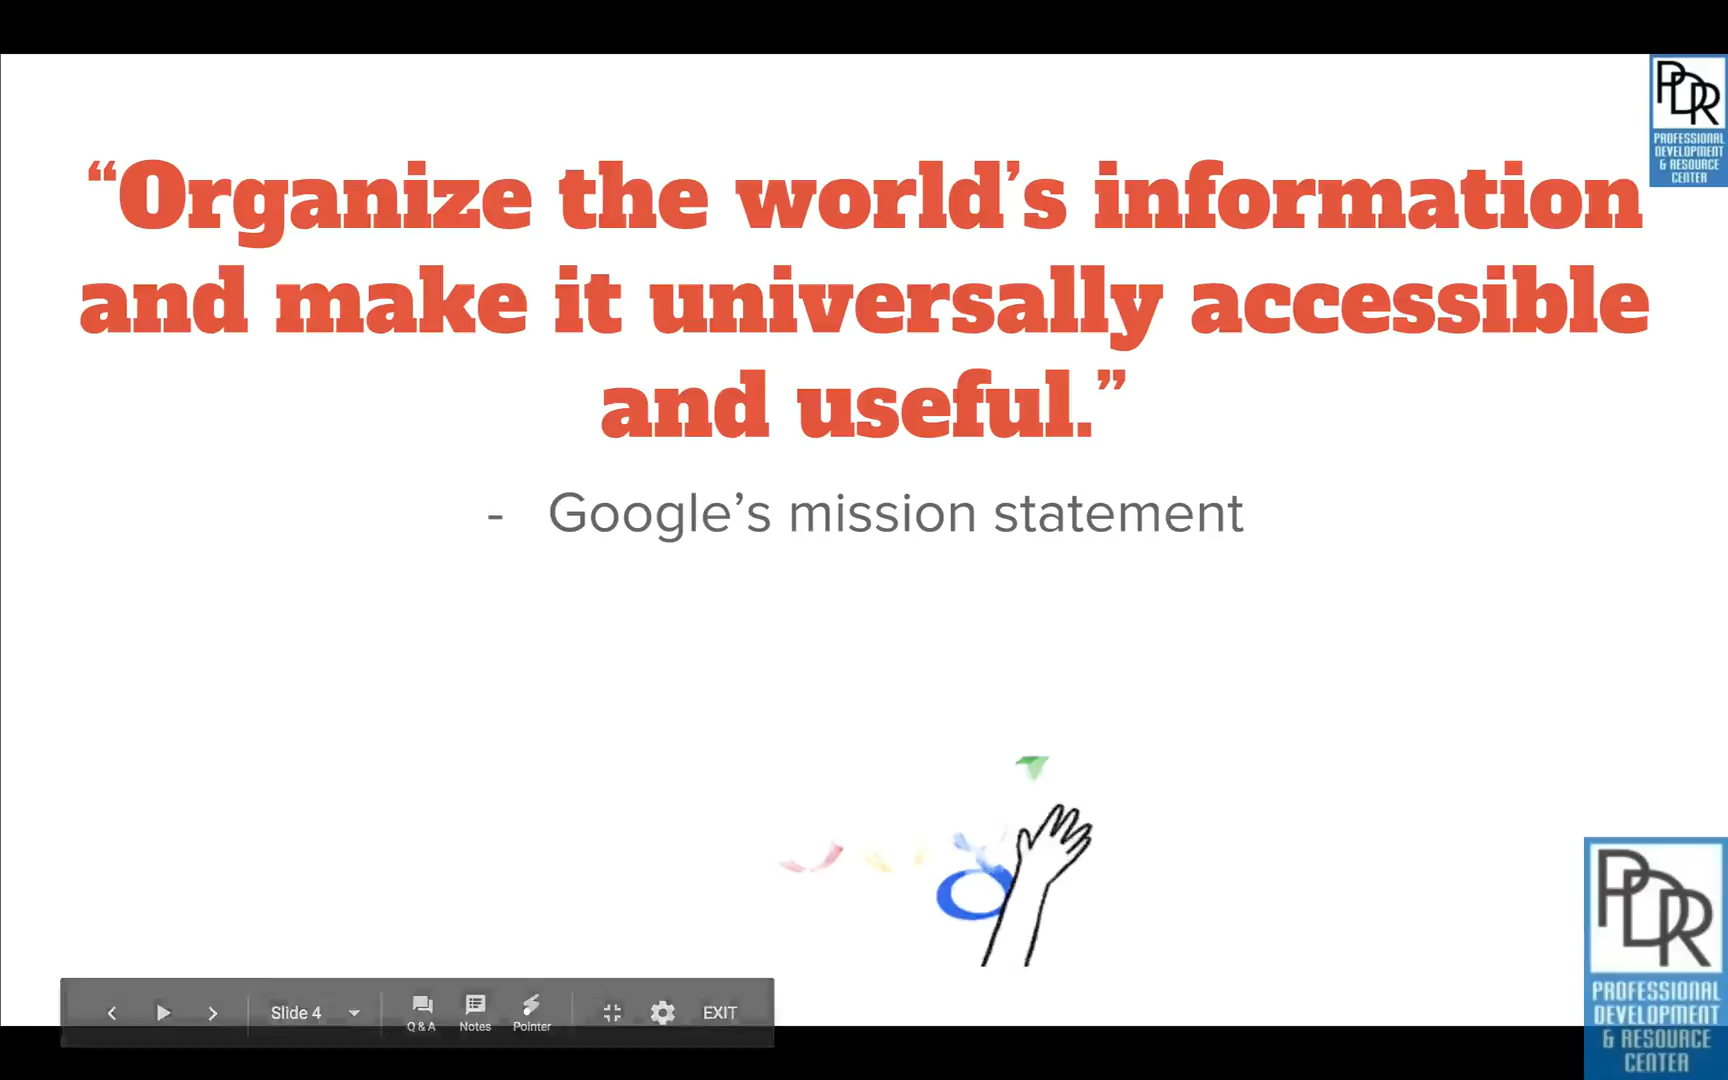 PDR
PROFESSIONAL
DEVELOPMENT
& RESOURCE
CENTER
“Organize the world’s information
and make it universally accessible
and useful.”
- Google’s mission statement
Slide 4
Q & A
Notes
Pointer
EXIT
PDR
PROFESSIONAL
DEVELOPMENT
& RESOURCE
CENTER